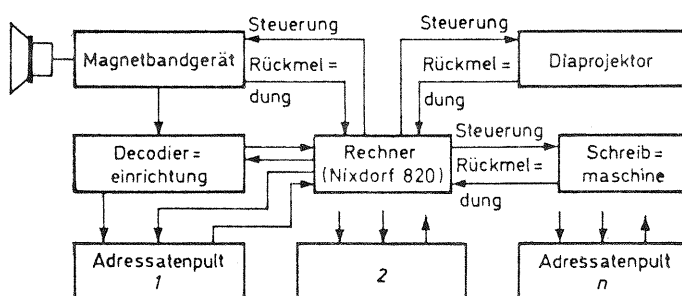 Steuerung
Magnetbandgerät
Rückmel=
dung
Steuerung
Rückmel=
dung
Diaprojektor
Decodier=
einrichtung
Rechner
(Nixdorf 820)
Steuerung
Rückmel=
dung
Schreib=
maschine
Adressatenpult
1
2
Adressatenpult
n